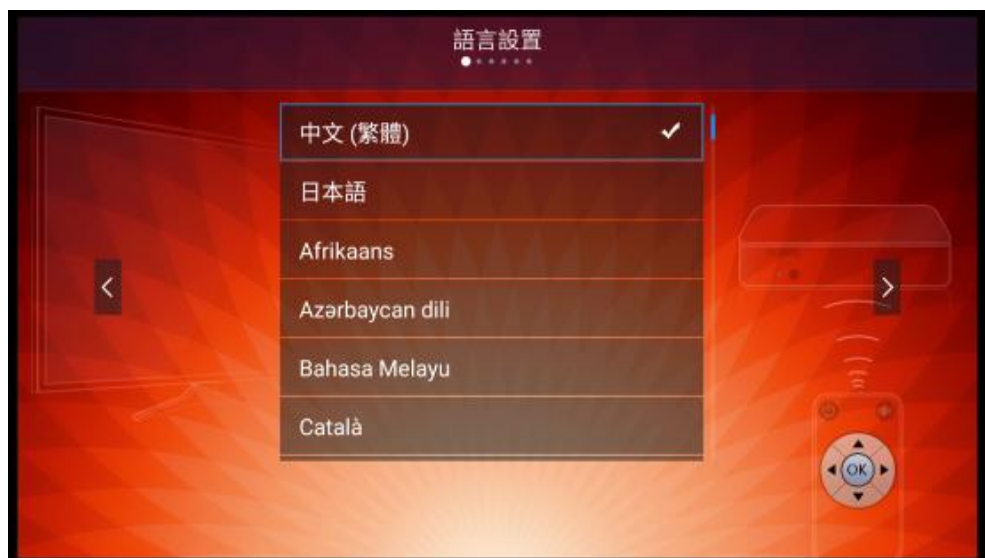 語言設置
中文 (繁體)
日本語
Afrikaans
Azərbaycan dili
Bahasa Melayu
Català
OK